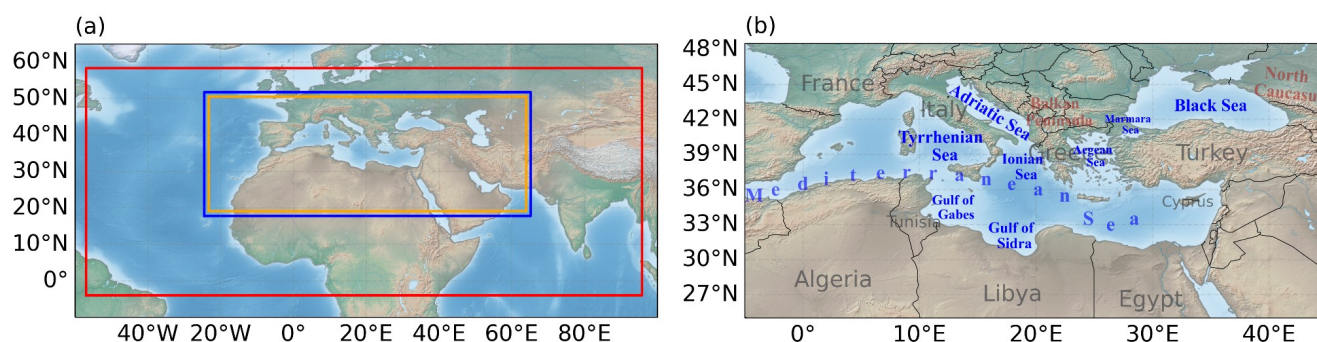 (a)
60°N
50°N
40°N
30°N
20°N
10°N
0°
40°W
20°W
0°
20°E
40°E
60°E
80°E
(b)
48°N
45°N
42°N
39°N
36°N
33°N
30°N
27°N
0°
10°E
20°E
30°E
40°E
France
Italy
Adriatic Sea
Balkan
Peninsula
Black Sea
North
Caucasu
Marmara
Sea
Tyrrhenian
Sea
Ionian
Sea
Greece
Aegean
Sea
Turkey
Mediterranean
Sea
Gulf of
Gabes
Tunisia
Gulf of
Sidra
Cyprus
Algeria
Libya
Egypt